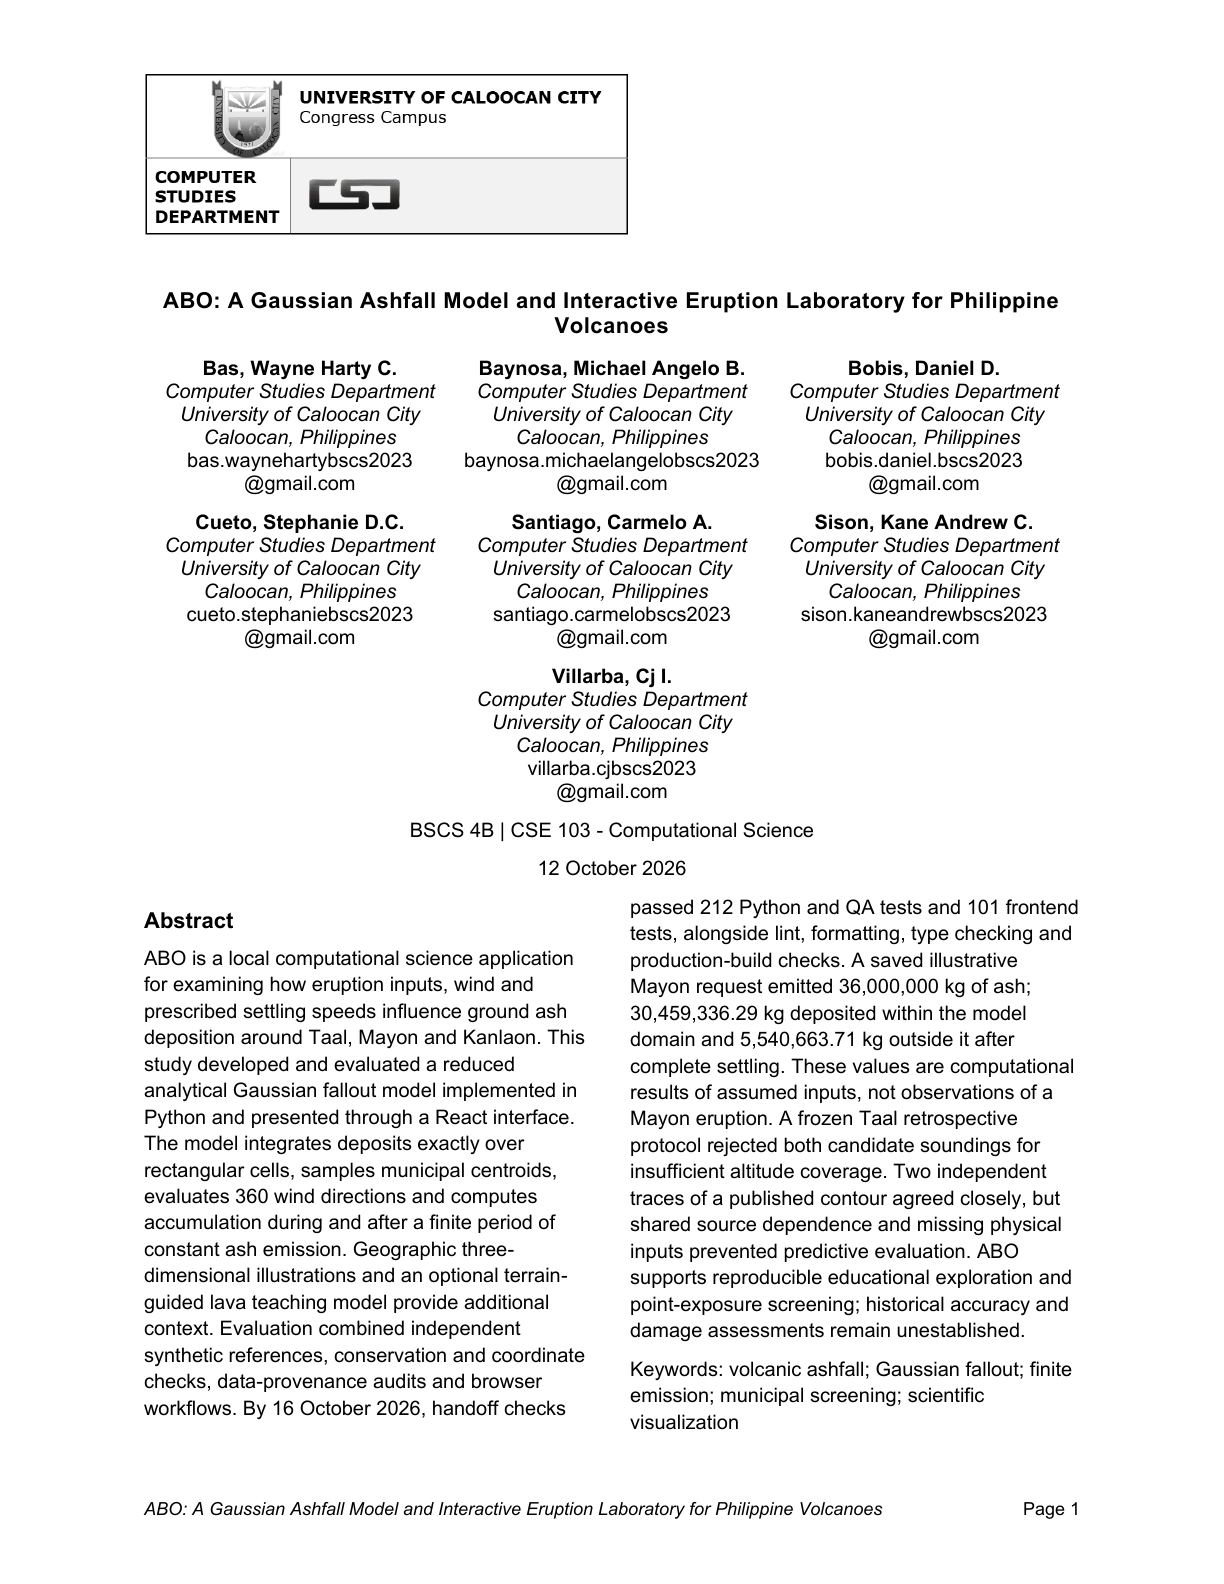 UNIVERSITY OF CALOOCAN CITY
Congress Campus
COMPUTER
STUDIES
DEPARTMENT
CSD
ABO: A Gaussian Ashfall Model and Interactive Eruption Laboratory for Philippine
Volcanoes
Bas, Wayne Harty C.
Computer Studies Department
University of Caloocan City
Caloocan, Philippines
bas.waynehartybscs2023
@gmail.com
Baynosa, Michael Angelo B.
Computer Studies Department
University of Caloocan City
Caloocan, Philippines
baynosa.michaelangelobscs2023
@gmail.com
Bobis, Daniel D.
Computer Studies Department
University of Caloocan City
Caloocan, Philippines
bobis.daniel.bscs2023
@gmail.com
Cueto, Stephanie D.C.
Computer Studies Department
University of Caloocan City
Caloocan, Philippines
cueto.stephaniebscs2023
@gmail.com
Santiago, Carmelo A.
Computer Studies Department
University of Caloocan City
Caloocan, Philippines
santiago.carmelobscs2023
@gmail.com
Sison, Kane Andrew C.
Computer Studies Department
University of Caloocan City
Caloocan, Philippines
sison.kaneandrewbscs2023
@gmail.com
Villarba, Cj I.
Computer Studies Department
University of Caloocan City
Caloocan, Philippines
villarba.cjbscs2023
@gmail.com
BSCS 4B | CSE 103 - Computational Science
12 October 2026
Abstract
ABO is a local computational science application
for examining how eruption inputs, wind and
prescribed settling speeds influence ground ash
deposition around Taal, Mayon and Kanlaon. This
study developed and evaluated a reduced
analytical Gaussian fallout model implemented in
Python and presented through a React interface.
The model integrates deposits exactly over
rectangular cells, samples municipal centroids,
evaluates 360 wind directions and computes
accumulation during and after a finite period of
constant ash emission. Geographic three-
dimensional illustrations and an optional terrain-
guided lava teaching model provide additional
context. Evaluation combined independent
synthetic references, conservation and coordinate
checks, data-provenance audits and browser
workflows. By 16 October 2026, handoff checks
passed 212 Python and QA tests and 101 frontend
tests, alongside lint, formatting, type checking and
production-build checks. A saved illustrative
Mayon request emitted 36,000,000 kg of ash;
30,459,336.29 kg deposited within the model
domain and 5,540,663.71 kg outside it after
complete settling. These values are computational
results of assumed inputs, not observations of a
Mayon eruption. A frozen Taal retrospective
protocol rejected both candidate soundings for
insufficient altitude coverage. Two independent
traces of a published contour agreed closely, but
shared source dependence and missing physical
inputs prevented predictive evaluation. ABO
supports reproducible educational exploration and
point-exposure screening; historical accuracy and
damage assessments remain unestablished.
Keywords: volcanic ashfall; Gaussian fallout; finite
emission; municipal screening; scientific
visualization
ABO: A Gaussian Ashfall Model and Interactive Eruption Laboratory for Philippine Volcanoes
Page 1